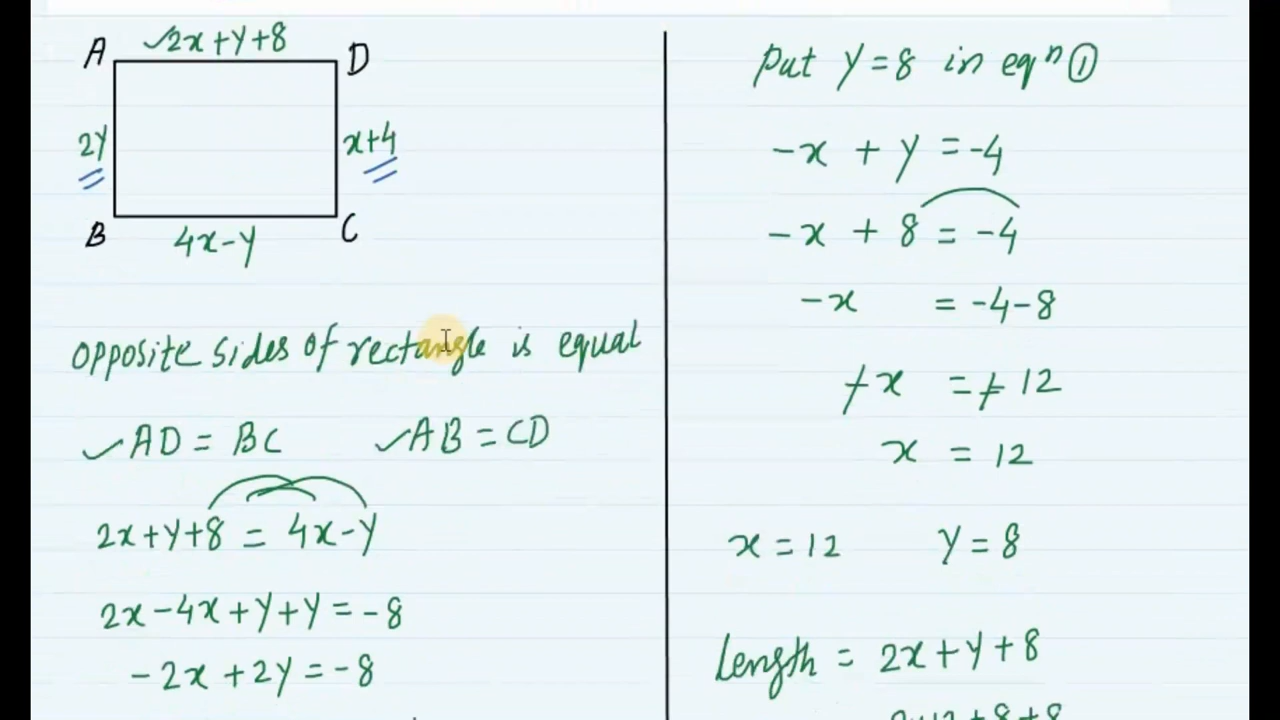 A ✓2x+y+8 D
2y x+4
B 4x-y C
opposite sides of rectangle is equal
✓AD = BC ✓AB = CD
2x+y+8 = 4x-y
2x-4x+y+y = -8
-2x+2y = -8
Put y=8 in eqⁿ①
-x + y = -4
-x + 8 = -4
-x = -4-8
-x = -12
x = 12
x = 12 y = 8
Length = 2x+y+8